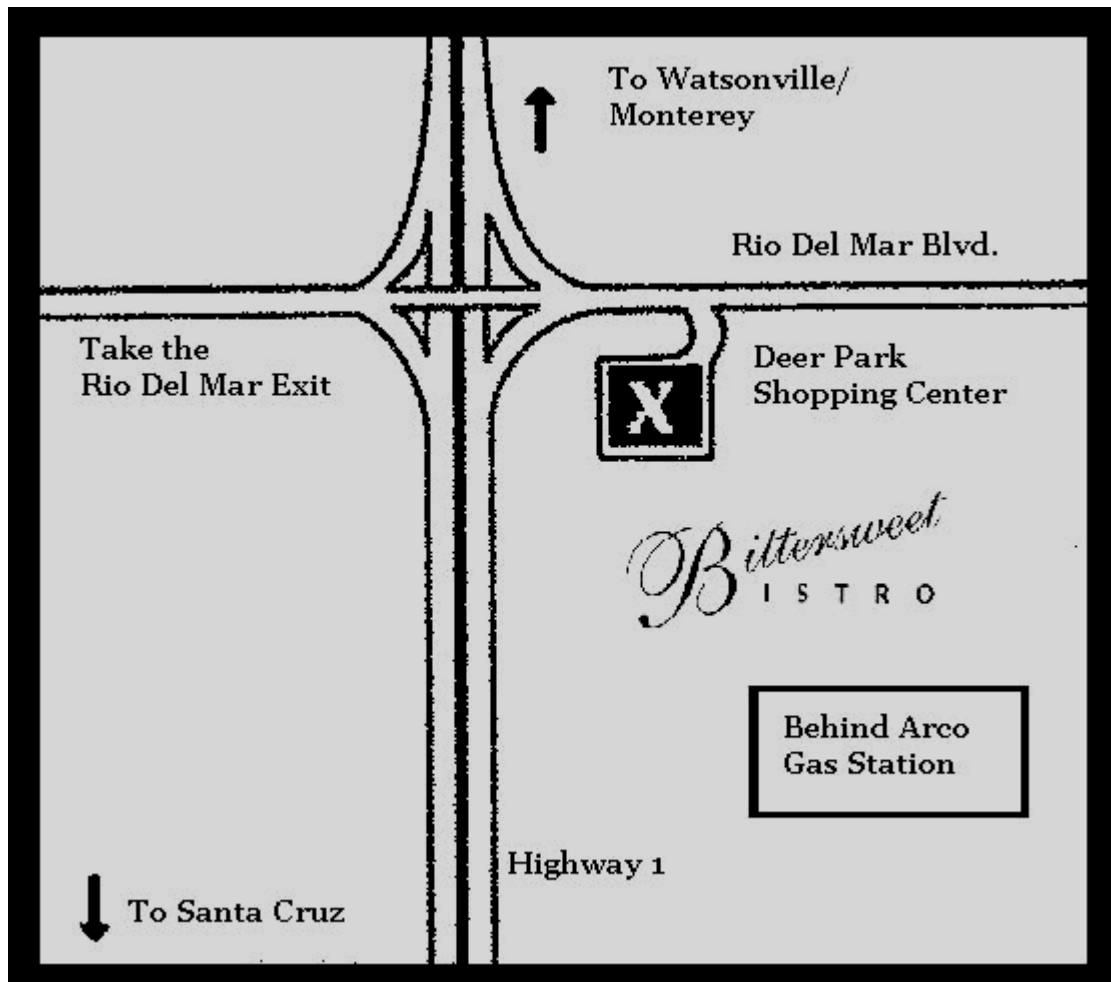 To Watsonville/
Monterey
Rio Del Mar Blvd.
Take the
Rio Del Mar Exit
Deer Park
Shopping Center
X
Bittersweet
BISTRO
Behind Arco
Gas Station
Highway 1
To Santa Cruz